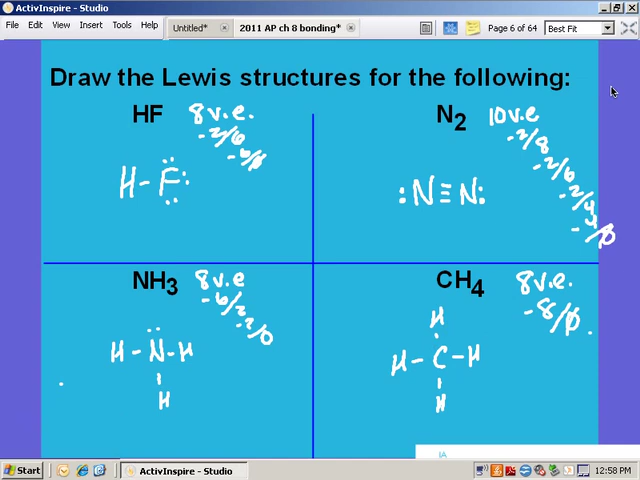 ActivInspire - Studio
File Edit View Insert Tools Help
Untitled*
2011 AP ch 8 bonding*
Page 6 of 64
Best Fit
Draw the Lewis structures for the following:
HF
8 v.e.
-2/6
-6/0
H-F
N2
10 v.e
-2/8
-2/6
-2/4
-4/0
:N≡N:
NH3
8 v.e
-6/2
-2/0
H-N-H
H
CH4
8 v.e.
-8/0
H
H-C-H
H
IA
Start
ActivInspire - Studio
12:58 PM